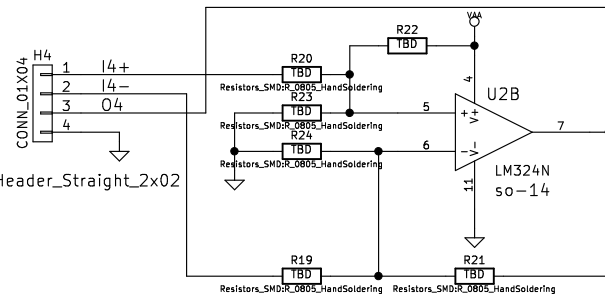 VAA
R22
TBD
H4
CONN_01X04
1
I4+
2
I4-
3
O4
4
R20
TBD
Resistors_SMD:R_0805_HandSoldering
R23
TBD
Resistors_SMD:R_0805_HandSoldering
R24
TBD
Resistors_SMD:R_0805_HandSoldering
4
U2B
5
+
V+
7
6
-
V-
11
LM324N
so-14
Header_Straight_2x02
R19
TBD
Resistors_SMD:R_0805_HandSoldering
R21
TBD
Resistors_SMD:R_0805_HandSoldering